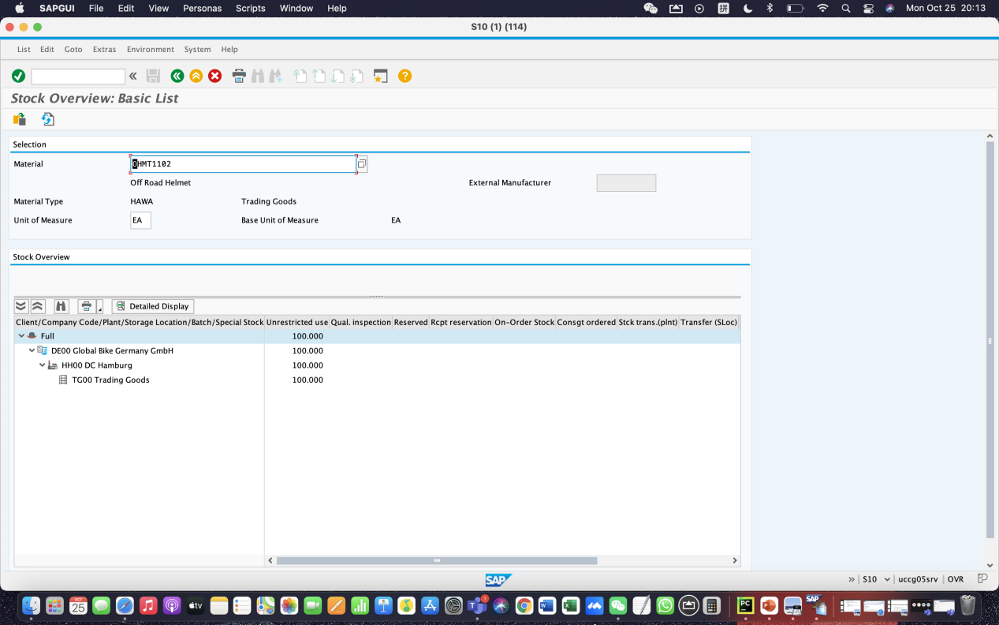 SAPGUI File Edit View Personas Scripts Window Help 拼 Mon Oct 25 20:13
S10 (1) (114)
List Edit Goto Extras Environment System Help
Stock Overview: Basic List
Selection
Material OHMT1102
Off Road Helmet External Manufacturer
Material Type HAWA Trading Goods
Unit of Measure EA Base Unit of Measure EA
Stock Overview
Detailed Display
Client/Company Code/Plant/Storage Location/Batch/Special Stock Unrestricted use Qual. inspection Reserved Rcpt reservation On-Order Stock Consgt ordered Stck trans.(plnt) Transfer (SLoc)
Full 100.000
DE00 Global Bike Germany GmbH 100.000
HH00 DC Hamburg 100.000
TG00 Trading Goods 100.000
SAP S10 uccg05srv OVR
OCT
25 tv 1 W X PC P SAP